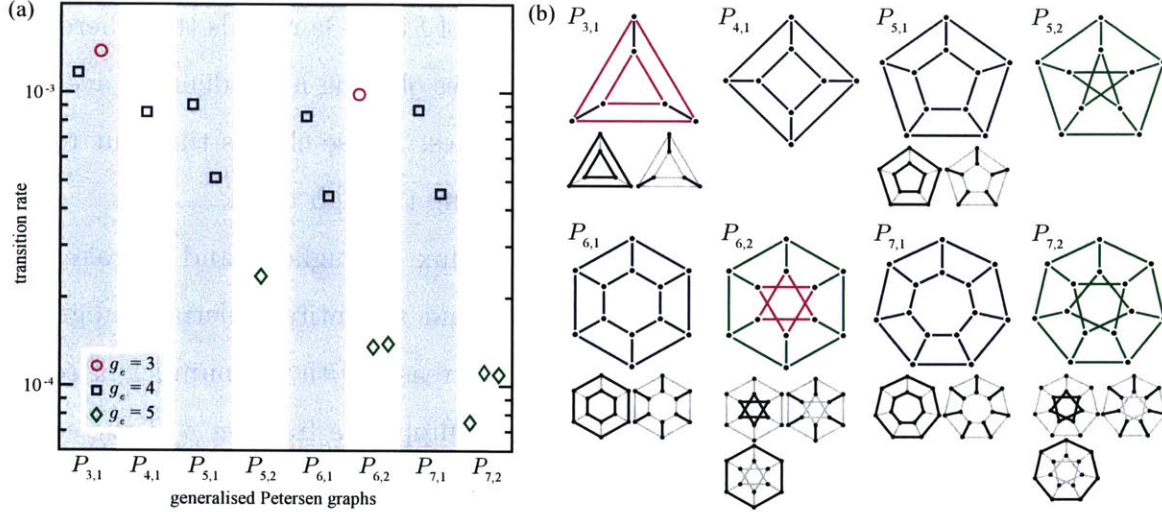 (a)
10⁻³
10⁻⁴
transition rate
g_e = 3
g_e = 4
g_e = 5
P_3,1 P_4,1 P_5,1 P_5,2 P_6,1 P_6,2 P_7,1 P_7,2
generalised Petersen graphs
(b)
P_3,1 P_4,1 P_5,1 P_5,2
P_6,1 P_6,2 P_7,1 P_7,2